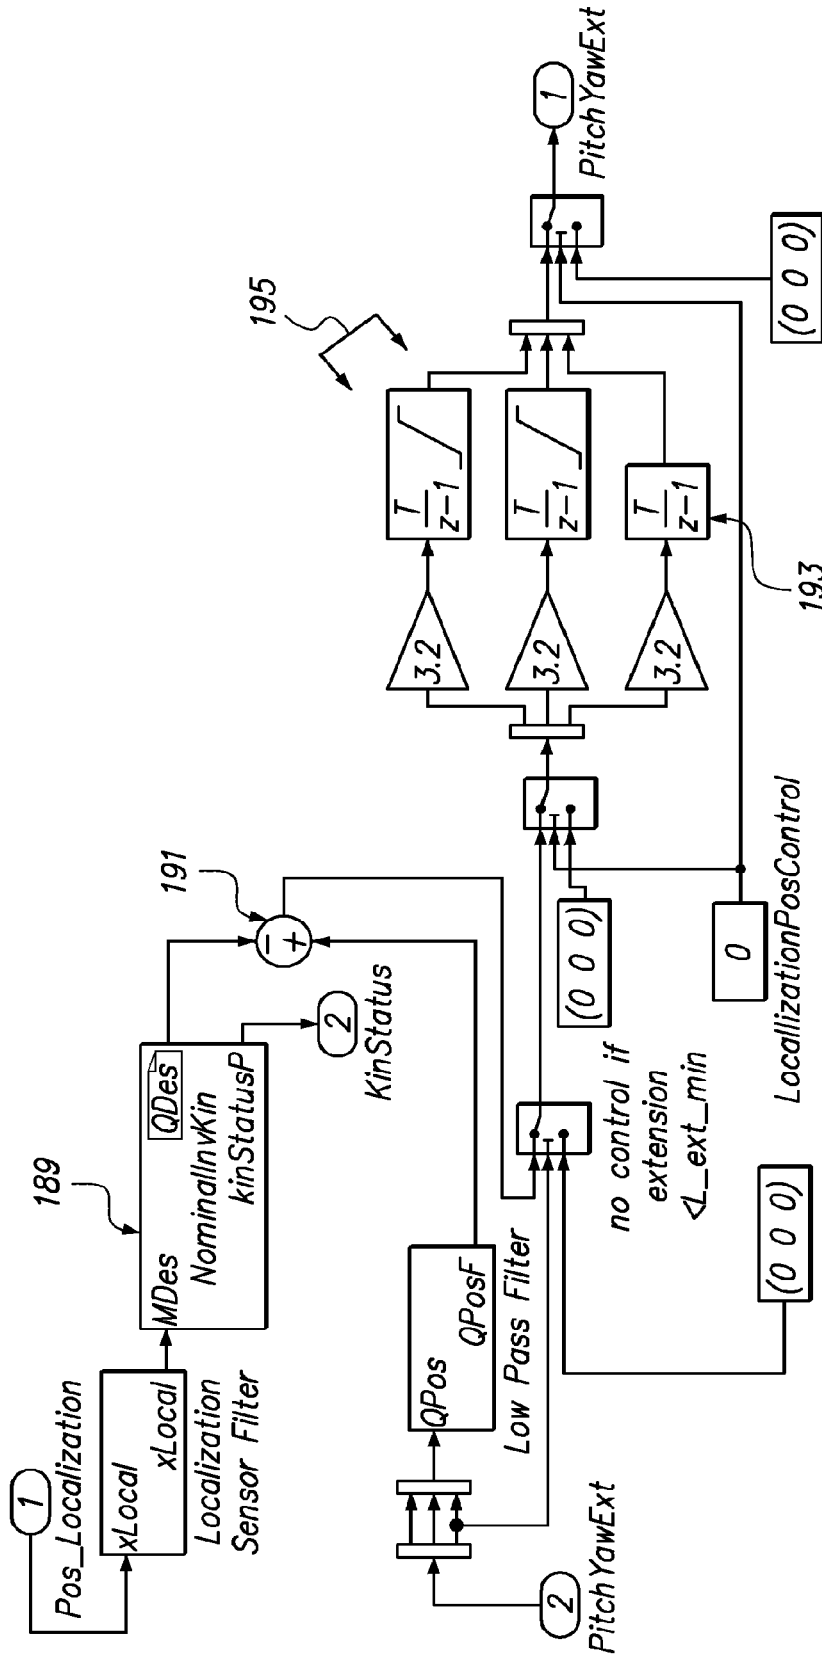 1
Pos_Localization
xLocal
xLocal
Localization
Sensor Filter
189
MDes
QDes
NominalInvKin
kinStatusP
2
KinStatus
191
−
+
2
PitchYawExt
QPos
QPosF
Low Pass Filter
no control if
extension
<L_ext_min
(0 0 0)
(0 0 0)
0
LocallizationPosControl
3.2
3.2
3.2
T
z−1
T
z−1
T
z−1
193
195
(0 0 0)
1
PitchYawExt